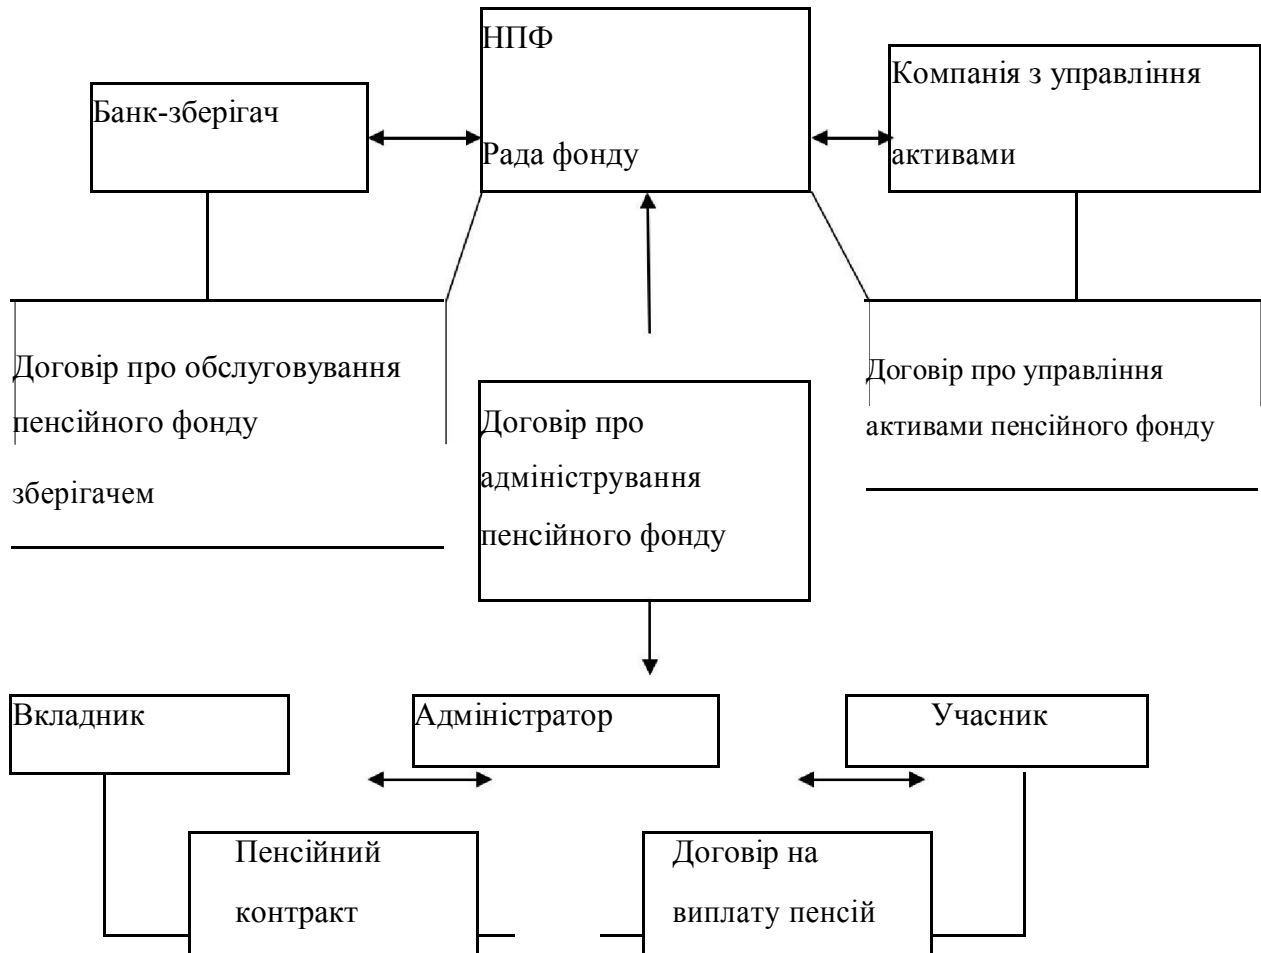 НПФ
Рада фонду
Банк-зберігач
Компанія з управління
активами
Договір про обслуговування
пенсійного фонду
зберігачем
Договір про
адміністрування
пенсійного фонду
Договір про управління
активами пенсійного фонду
Вкладник
Адміністратор
Учасник
Пенсійний
контракт
Договір на
виплату пенсій